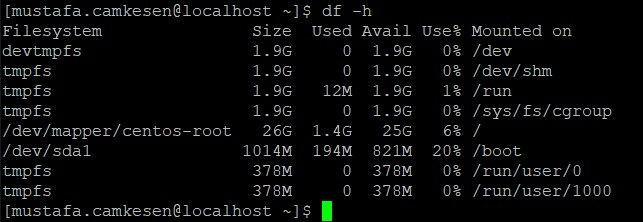 [mustafa.camkesen@localhost ~]$ df -h
Filesystem Size Used Avail Use% Mounted on
devtmpfs 1.9G 0 1.9G 0% /dev
tmpfs 1.9G 0 1.9G 0% /dev/shm
tmpfs 1.9G 12M 1.9G 1% /run
tmpfs 1.9G 0 1.9G 0% /sys/fs/cgroup
/dev/mapper/centos-root 26G 1.4G 25G 6% /
/dev/sda1 1014M 194M 821M 20% /boot
tmpfs 378M 0 378M 0% /run/user/0
tmpfs 378M 0 378M 0% /run/user/1000
[mustafa.camkesen@localhost ~]$